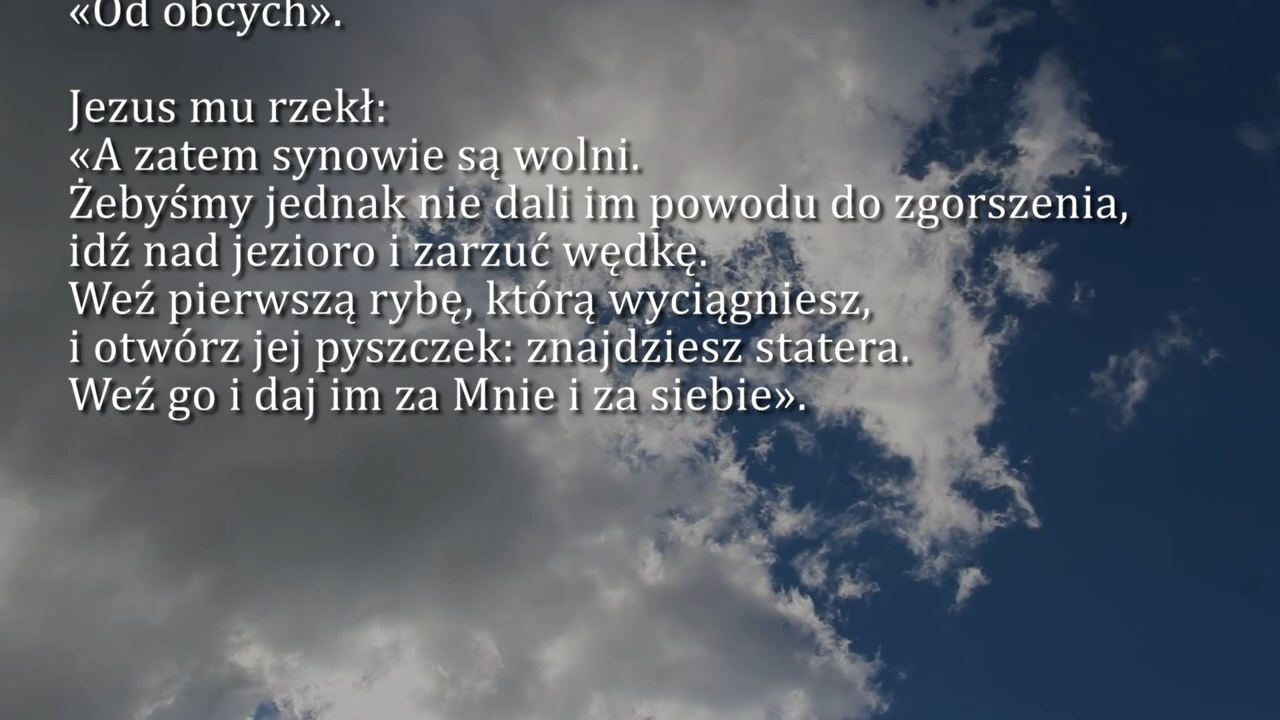 «Od obcych».
Jezus mu rzekł:
«A zatem synowie są wolni.
Żebyśmy jednak nie dali im powodu do zgorszenia,
idź nad jezioro i zarzuć wędkę.
Weź pierwszą rybę, którą wyciągniesz,
i otwórz jej pyszczek: znajdziesz statera.
Weź go i daj im za Mnie i za siebie».